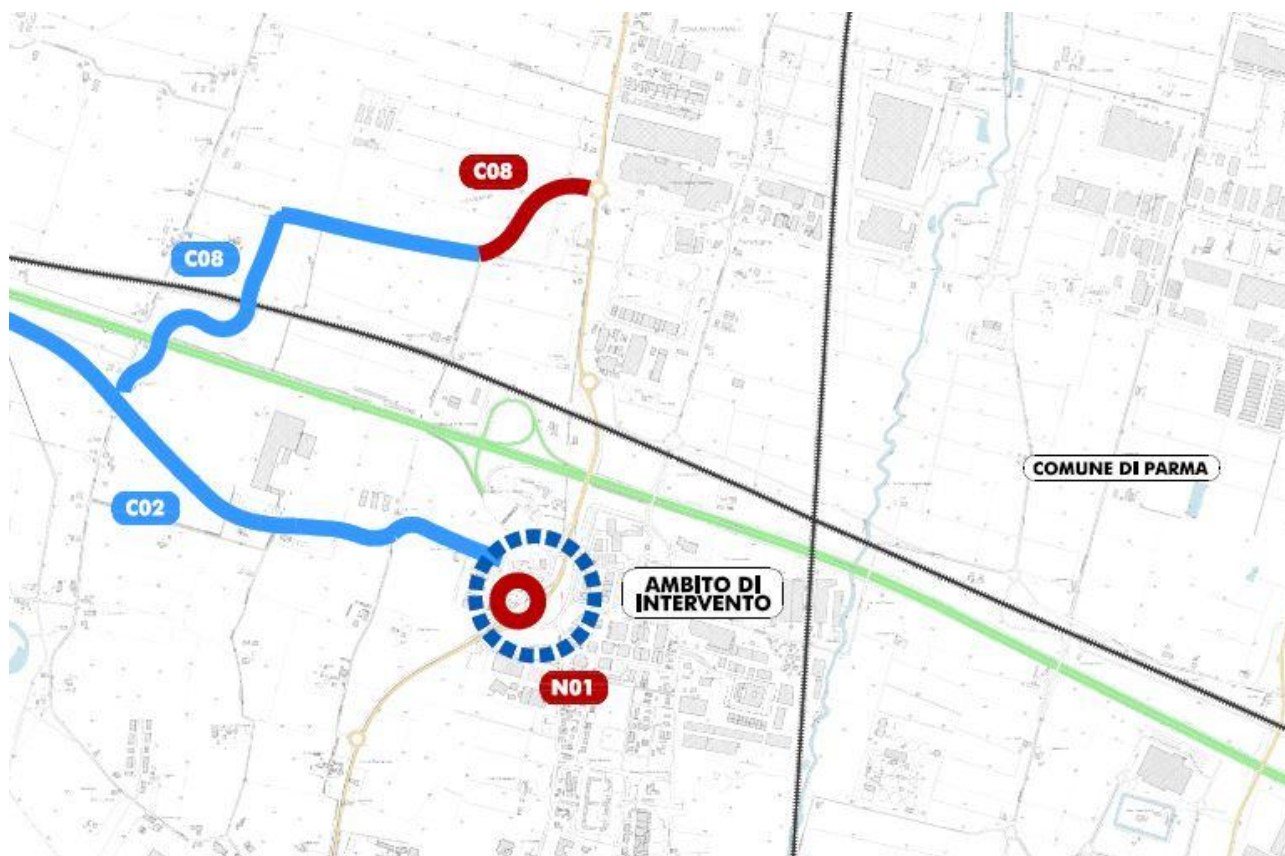 C08
C08
C02
COMUNE DI PARMA
AMBITO DI
INTERVENTO
N01